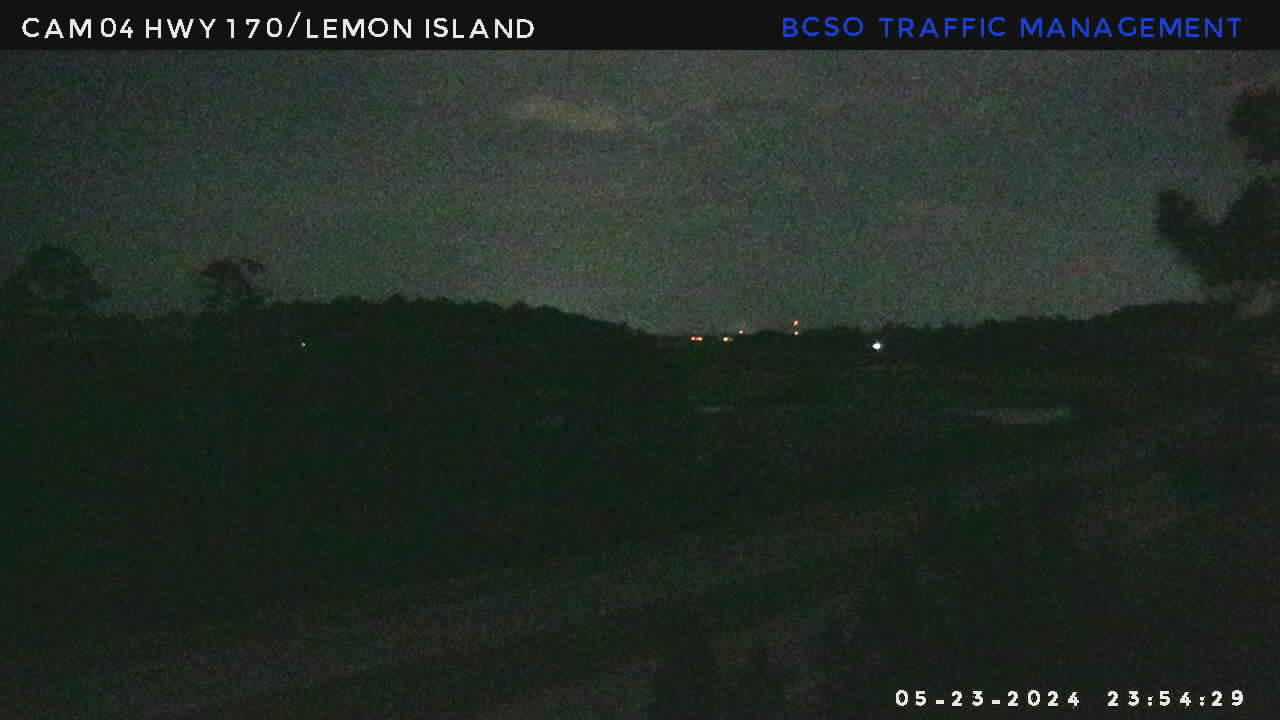 CAM04 HWY 170/LEMON ISLAND
BCSO TRAFFIC MANAGEMENT
05-23-2024 23:54:29